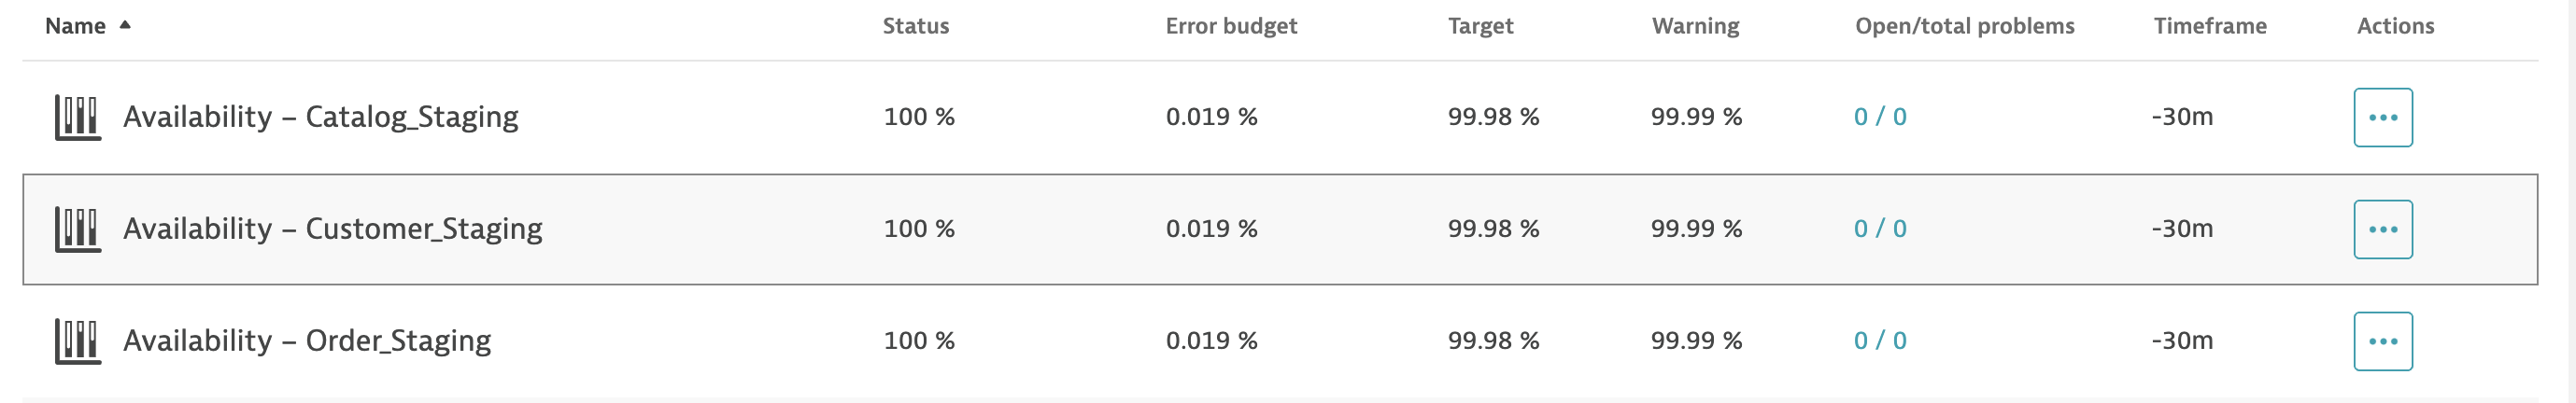 Name Status Error budget Target Warning Open/total problems Timeframe Actions
Availability – Catalog_Staging 100 % 0.019 % 99.98 % 99.99 % 0 / 0 -30m
Availability – Customer_Staging 100 % 0.019 % 99.98 % 99.99 % 0 / 0 -30m
Availability – Order_Staging 100 % 0.019 % 99.98 % 99.99 % 0 / 0 -30m